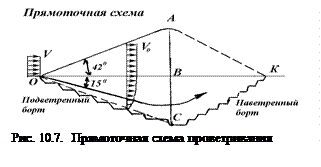 Прямоточная схема
A
V
V₀
42°
O
15°
B
K
Подветренный
борт
C
Наветренный
борт
Рис. 10.7. Прямоточная схема проветривания